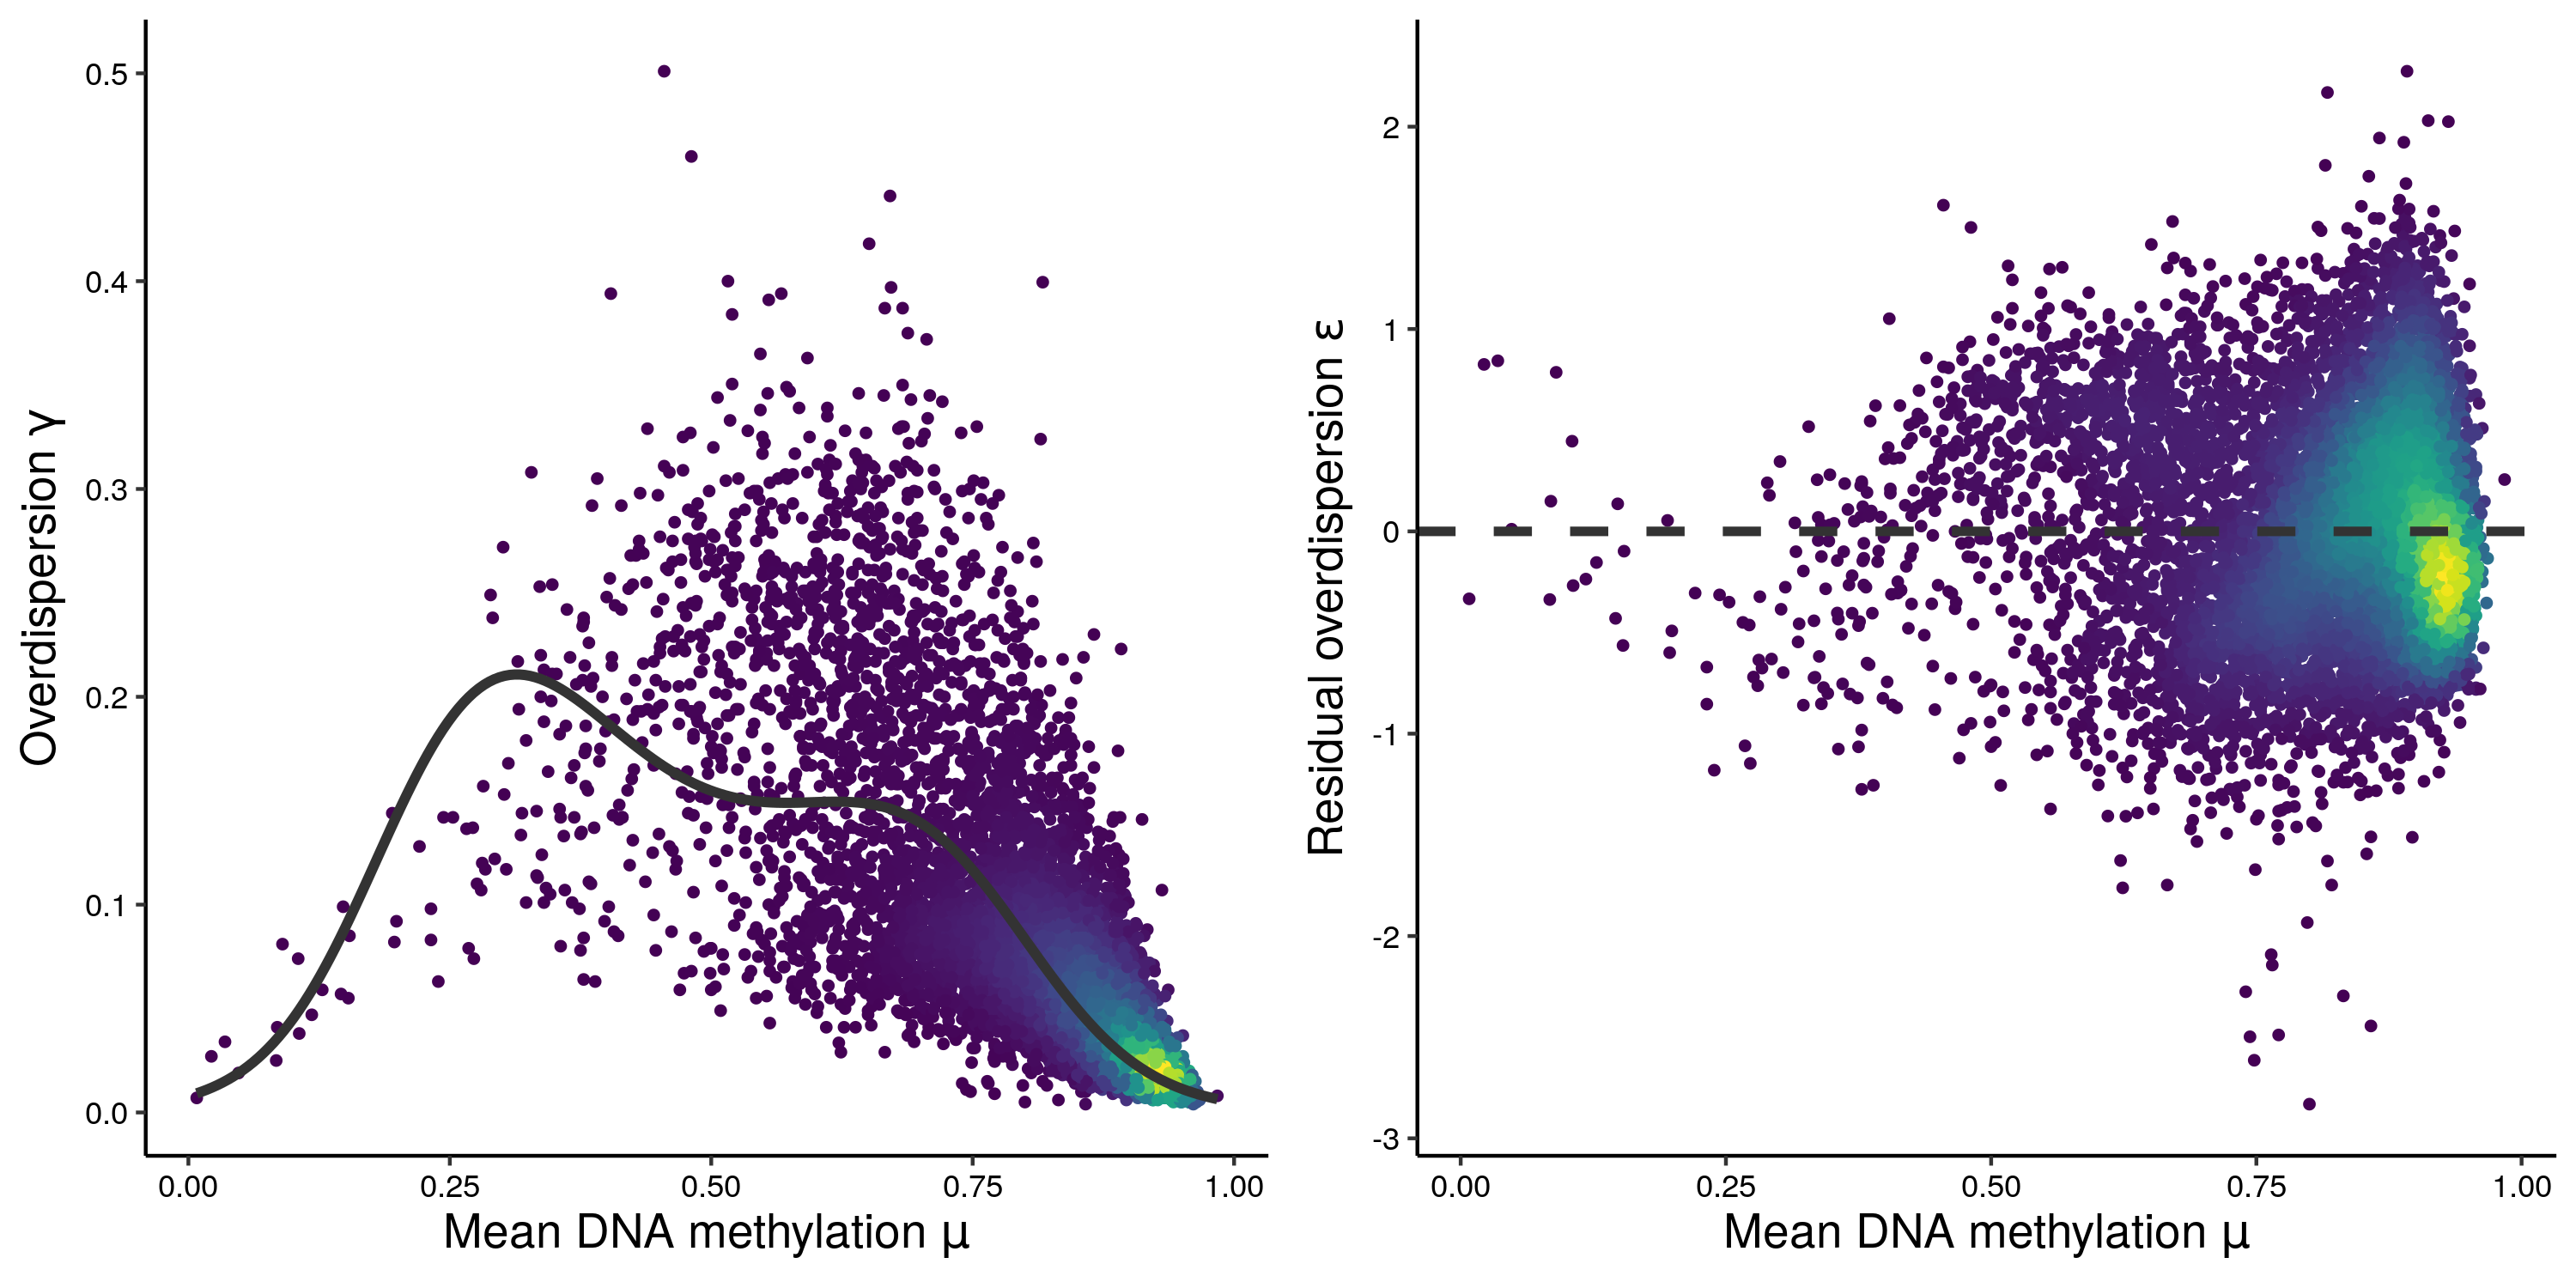 Overdispersion γ
0.5
0.4
0.3
0.2
0.1
0.0
0.00 0.25 0.50 0.75 1.00
Mean DNA methylation μ
Residual overdispersion ε
2
1
0
-1
-2
-3
0.00 0.25 0.50 0.75 1.00
Mean DNA methylation μ